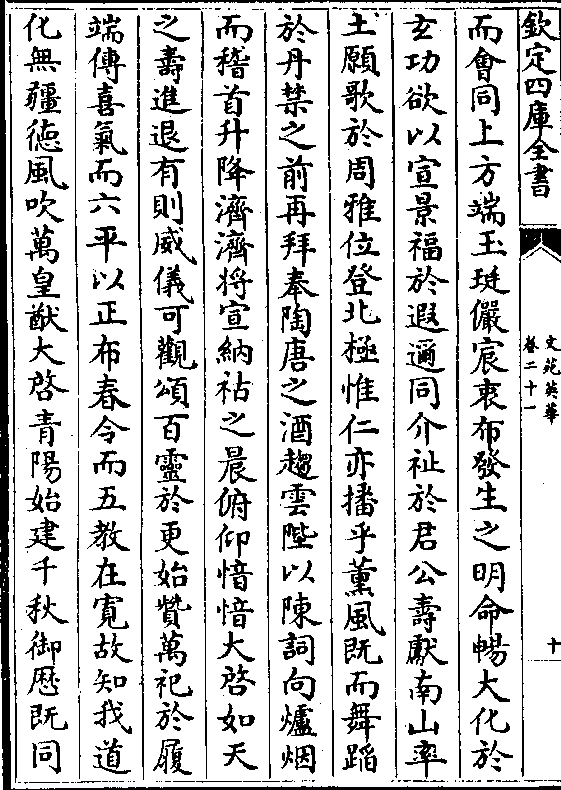 欽定四庫全書
文苑英華
卷二十一
十
而會同上方端玉珽儼宸衷布發生之明命暢大化於
玄功欲以宣景福於遐邇同介祉於君公壽獻南山率
土願歌於周雅位登北極惟仁亦播乎薰風既而舞蹈
於丹禁之前再拜奉陶唐之酒趨雲陛以陳詞向爐烟
而稽首升降濟濟将宣納祜之晨俯仰愔愔大啓如天
之壽進退有則威儀可觀頌百靈於更始贊萬祀於履
端傳喜氣而六平以正布春令而五教在寛故知我道
化無疆徳風吹萬皇猷大啓青陽始建千秋御厯既同